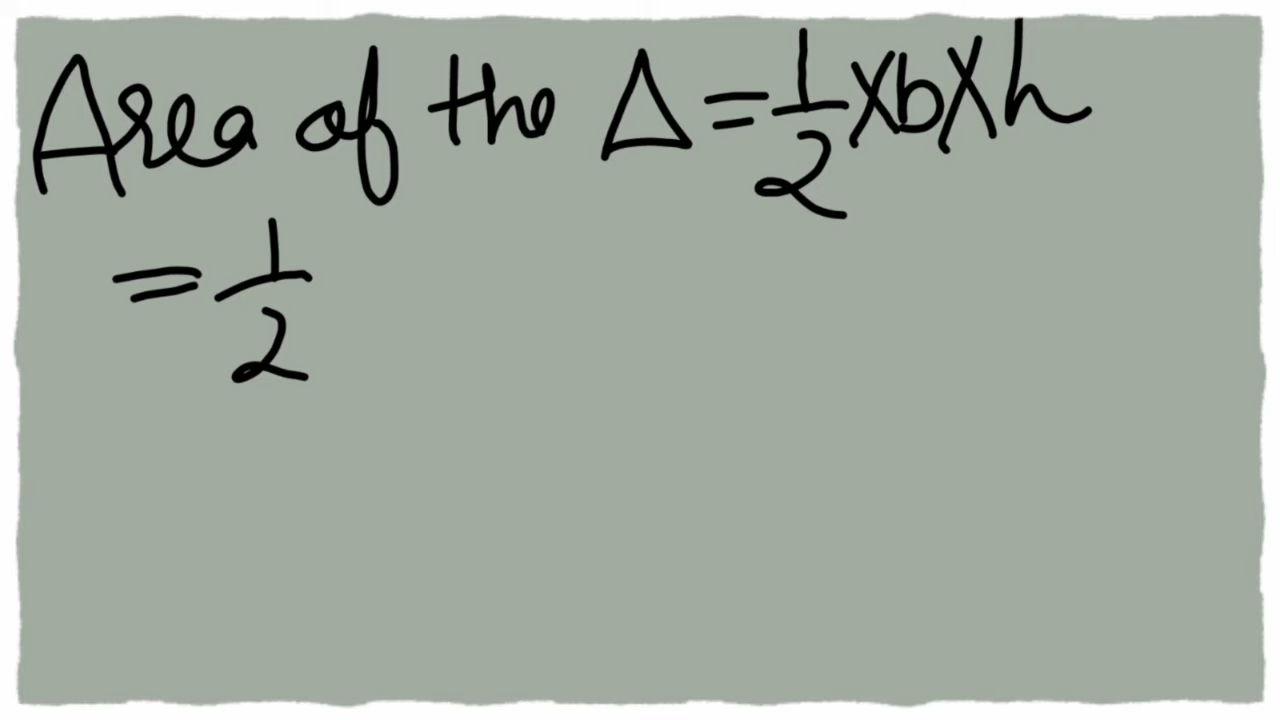 Area of the Δ = 1/2 × b × h
= 1/2